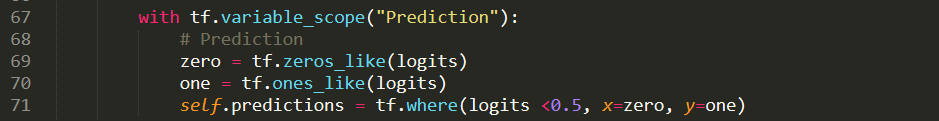 67 with tf.variable_scope("Prediction"):
68 # Prediction
69 zero = tf.zeros_like(logits)
70 one = tf.ones_like(logits)
71 self.predictions = tf.where(logits <0.5, x=zero, y=one)